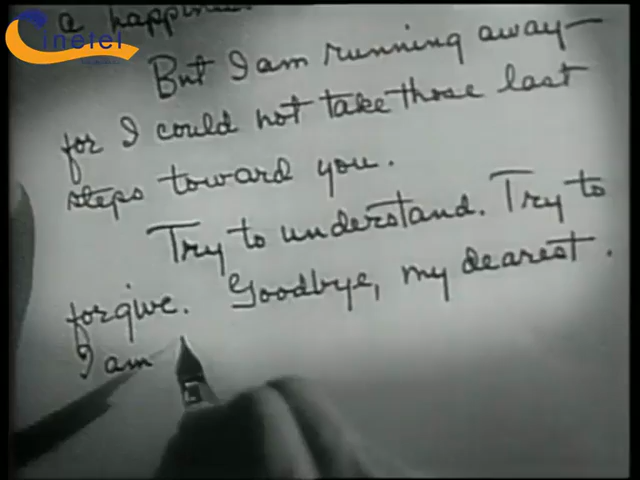 a happiness
cinetel
But I am running away—
for I could not take those last
steps toward you.
Try to understand. Try to
forgive. Goodbye, my dearest.
I am